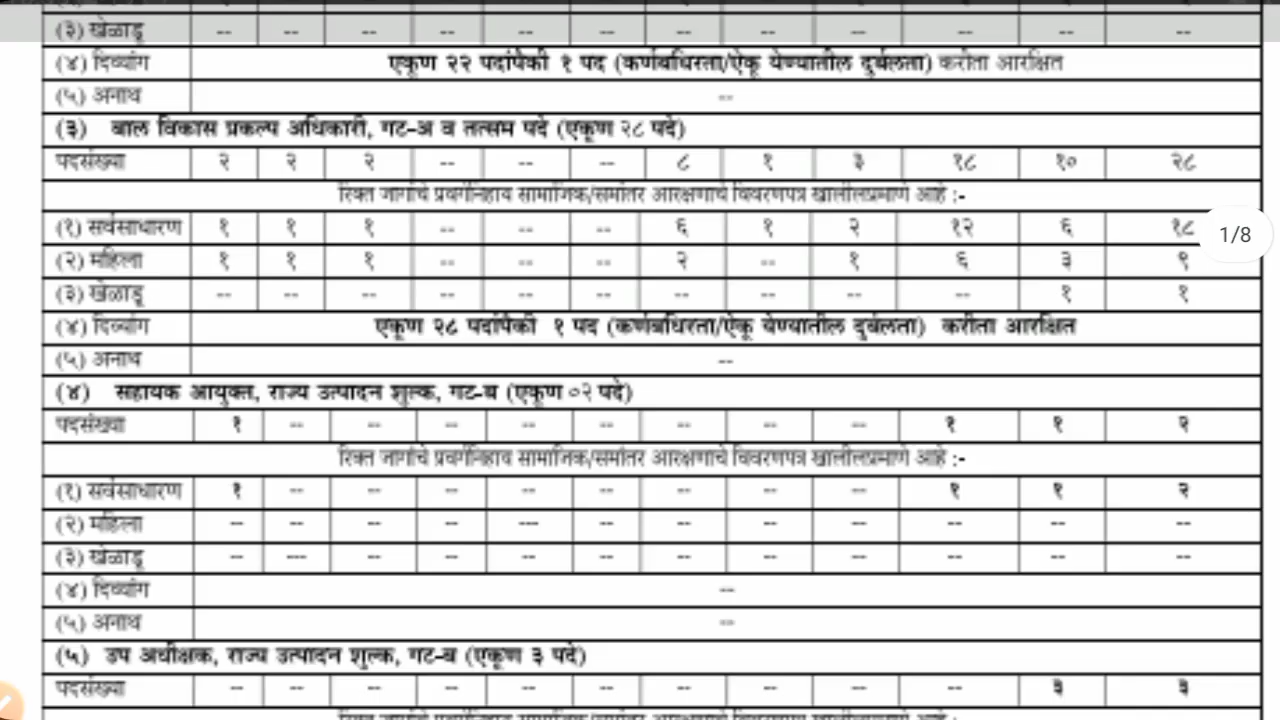 (३) खेळाडू -- -- -- -- -- -- -- -- -- -- -- --
(४) दिव्यांग एकूण २२ पदांपैकी १ पद (कर्णबधिरता/ऐकू येण्यातील दुर्बलता) करीता आरक्षित
(५) अनाथ --
(३) बाल विकास प्रकल्प अधिकारी, गट-अ व तत्सम पदे (एकूण २८ पदे)
पदसंख्या २ २ २ -- -- -- ८ १ ३ १८ १० २८
रिक्त जागांचे प्रवर्गनिहाय सामाजिक/समांतर आरक्षणाचे विवरणपत्र खालीलप्रमाणे आहे :-
(१) सर्वसाधारण १ १ १ -- -- -- ६ १ २ १२ ६ १८
1/8
(२) महिला १ १ १ -- -- -- २ -- १ ६ ३ ९
(३) खेळाडू -- -- -- -- -- -- -- -- -- -- १ १
(४) दिव्यांग एकूण २८ पदांपैकी १ पद (कर्णबधिरता/ऐकू येण्यातील दुर्बलता) करीता आरक्षित
(५) अनाथ --
(४) सहायक आयुक्त, राज्य उत्पादन शुल्क, गट-ब (एकूण ०२ पदे)
पदसंख्या १ -- -- -- -- -- -- -- -- १ १ २
रिक्त जागांचे प्रवर्गनिहाय सामाजिक/समांतर आरक्षणाचे विवरणपत्र खालीलप्रमाणे आहे :-
(१) सर्वसाधारण १ -- -- -- -- -- -- -- -- १ १ २
(२) महिला -- -- -- -- --- -- -- -- -- -- -- --
(३) खेळाडू -- --- -- -- -- -- -- -- -- -- -- --
(४) दिव्यांग --
(५) अनाथ --
(५) उप अधीक्षक, राज्य उत्पादन शुल्क, गट-ब (एकूण ३ पदे)
पदसंख्या -- -- -- -- -- -- -- -- -- -- ३ ३